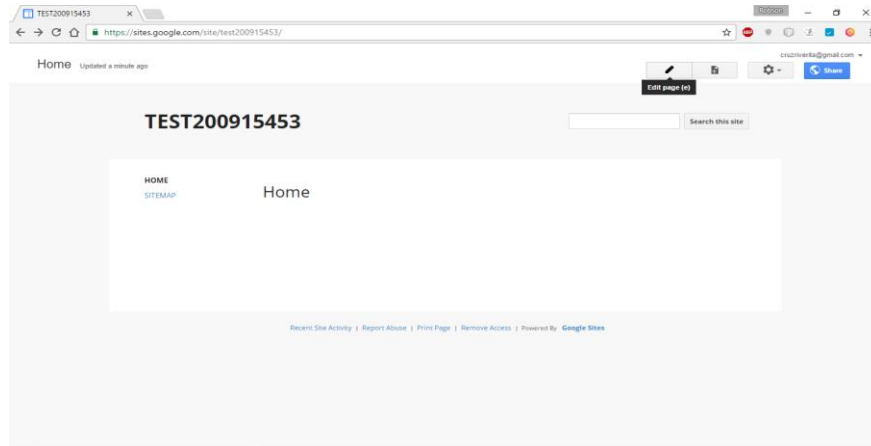 TEST200915453
Robson
https://sites.google.com/site/test200915453/
cruzriverita@gmail.com
Home Updated a minute ago
Share
Edit page (e)
TEST200915453
Search this site
HOME
SITEMAP
Home
Recent Site Activity | Report Abuse | Print Page | Remove Access | Powered By Google Sites